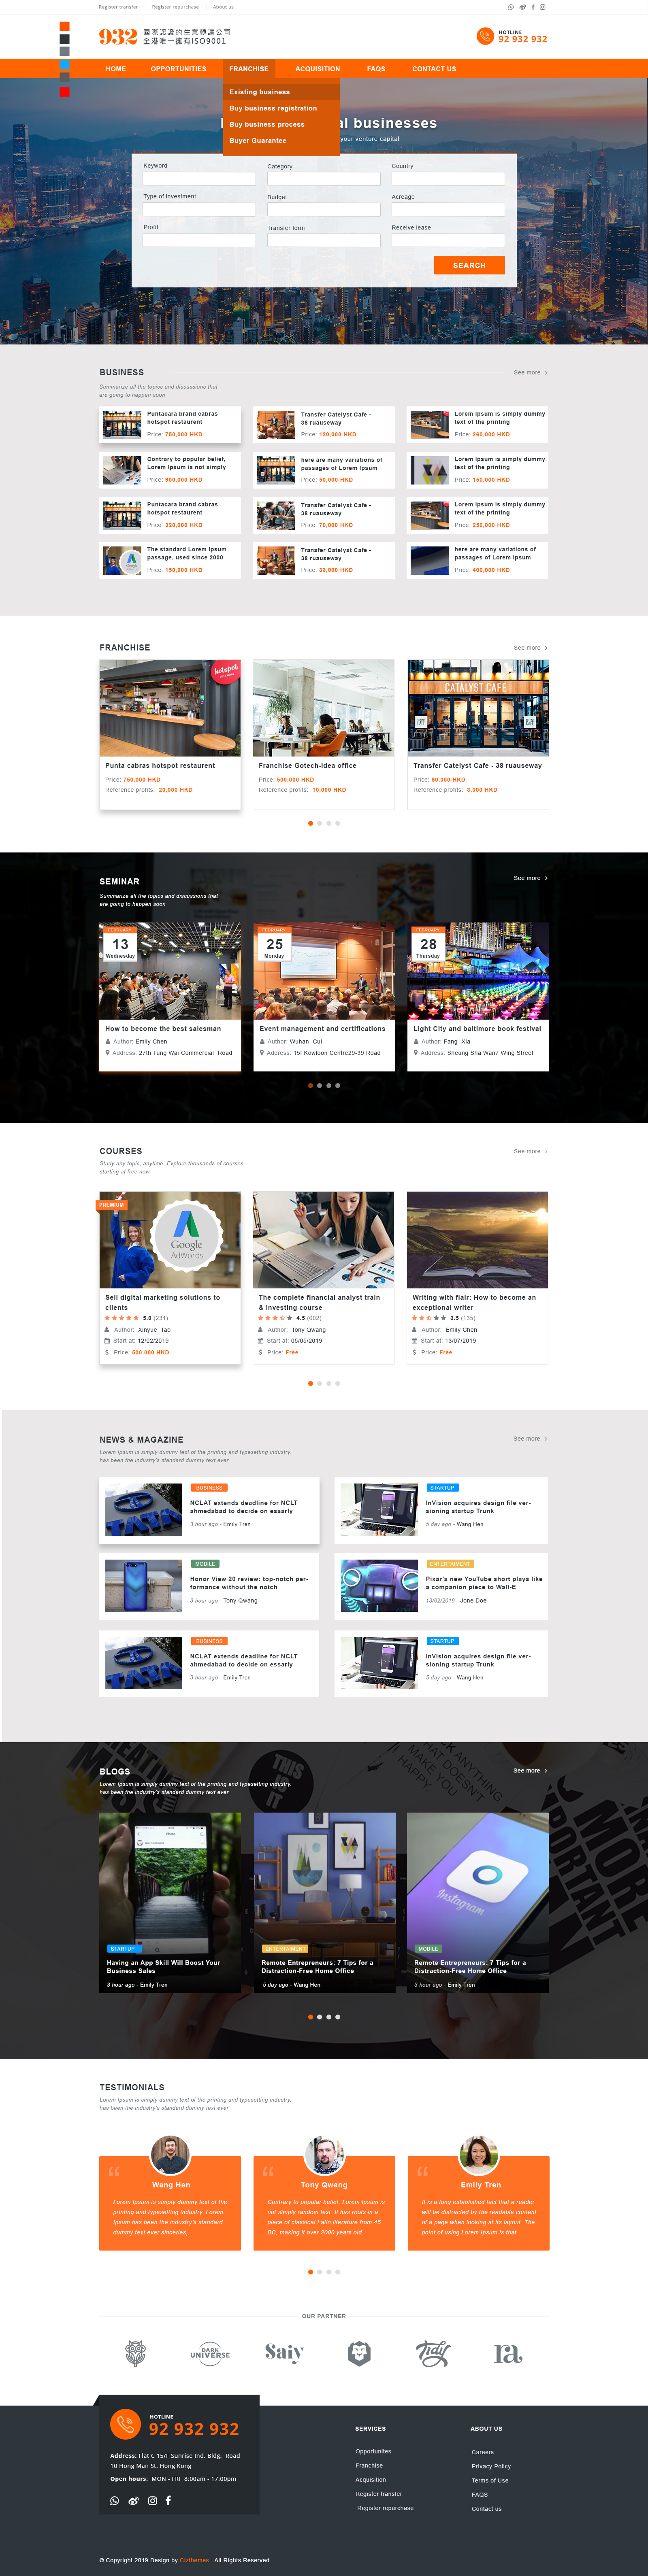 Register transfer
Register repurchase
About us
932 國際認證的生意轉讓公司
全港唯一擁有ISO9001
HOTLINE
92 932 932
HOME
OPPORTUNITIES
FRANCHISE
ACQUISITION
FAQS
CONTACT US
Existing business
Buy business registration
Buy business process
Buyer Guarantee
al businesses
your venture capital
Keyword
Category
Country
Type of investment
Budget
Acreage
Profit
Transfer form
Receive lease
SEARCH
BUSINESS
See more
Summarize all the topics and discussions that
are going to happen soon
Puntacara brand cabras
hotspot restaurent
Price: 750,000 HKD
Transfer Catelyst Cafe -
38 ruauseway
Price: 120,000 HKD
Lorem Ipsum is simply dummy
text of the printing
Price: 260,000 HKD
Contrary to popular belief,
Lorem Ipsum is not simply
Price: 900,000 HKD
here are many variations of
passages of Lorem Ipsum
Price: 50,000 HKD
Lorem Ipsum is simply dummy
text of the printing
Price: 150,000 HKD
Puntacara brand cabras
hotspot restaurent
Price: 320,000 HKD
Transfer Catelyst Cafe -
38 ruauseway
Price: 70,000 HKD
Lorem Ipsum is simply dummy
text of the printing
Price: 250,000 HKD
The standard Lorem Ipsum
passage, used since 2000
Price: 150,000 HKD
Transfer Catelyst Cafe -
38 ruauseway
Price: 33,000 HKD
here are many variations of
passages of Lorem Ipsum
Price: 400,000 HKD
FRANCHISE
See more
hotspot
CATALYST CAFE
Punta cabras hotspot restaurent
Price: 750,000 HKD
Reference profits: 20,000 HKD
Franchise Gotech-idea office
Price: 500,000 HKD
Reference profits: 10,000 HKD
Transfer Catelyst Cafe - 38 ruauseway
Price: 60,000 HKD
Reference profits: 3,000 HKD
SEMINAR
See more
Summarize all the topics and discussions that
are going to happen soon
FEBRUARY
13
Wednesday
FEBRUARY
25
Monday
FEBRUARY
28
Thursday
How to become the best salesman
Author: Emily Chen
Address: 27th Tung Wai Commercial Road
Event management and certifications
Author: Wuhan Cui
Address: 15f Kowloon Centre29-39 Road
Light City and baltimore book festival
Author: Fang Xia
Address: Sheung Sha Wan7 Wing Street
COURSES
See more
Study any topic, anytime. Explore thousands of courses
starting at free now.
PREMIUM
Google
AdWords
Sell digital marketing solutions to
clients
5.0 (234)
Author: Xinyue Tao
Start at: 12/02/2019
Price: 500,000 HKD
The complete financial analyst train
& investing course
4.5 (602)
Author: Tony Qwang
Start at: 05/05/2019
Price: Free
Writing with flair: How to become an
exceptional writer
3.5 (135)
Author: Emily Chen
Start at: 13/07/2019
Price: Free
NEWS & MAGAZINE
See more
Lorem Ipsum is simply dummy text of the printing and typesetting industry.
has been the industry's standard dummy text ever
BUSINESS
NCLAT extends deadline for NCLT
ahmedabad to decide on essarly
3 hour ago - Emily Tren
STARTUP
InVision acquires design file ver-
sioning startup Trunk
5 day ago - Wang Hen
MOBILE
Honor View 20 review: top-notch per-
formance without the notch
3 hour ago - Tony Qwang
ENTERTAIMENT
Pixar's new YouTube short plays like
a companion piece to Wall-E
13/02/2019 - Jone Doe
BUSINESS
NCLAT extends deadline for NCLT
ahmedabad to decide on essarly
3 hour ago - Emily Tren
STARTUP
InVision acquires design file ver-
sioning startup Trunk
5 day ago - Wang Hen
BLOGS
See more
Lorem Ipsum is simply dummy text of the printing and typesetting industry.
has been the industry's standard dummy text ever
Instagram
STARTUP
Having an App Skill Will Boost Your
Business Sales
3 hour ago - Emily Tren
ENTERTAIMENT
Remote Entrepreneurs: 7 Tips for a
Distraction-Free Home Office
5 day ago - Wang Hen
MOBILE
Remote Entrepreneurs: 7 Tips for a
Distraction-Free Home Office
3 hour ago - Emily Tren
TESTIMONIALS
Lorem Ipsum is simply dummy text of the printing and typesetting industry.
has been the industry's standard dummy text ever
Wang Hen
Lorem Ipsum is simply dummy text of the
printing and typesetting industry. Lorem
Ipsum has been the industry's standard
dummy text ever sinceries,.
Tony Qwang
Contrary to popular belief, Lorem Ipsum is
not simply random text. It has roots in a
piece of classical Latin literature from 45
BC, making it over 2000 years old.
Emily Tren
It is a long established fact that a reader
will be distracted by the readable content
of a page when looking at its layout. The
point of using Lorem Ipsum is that ...
OUR PARTNER
DARK
UNIVERSE
Saiy
Tidy
ra
HOTLINE
92 932 932
Address: Flat C 15/F Sunrise Ind. Bldg. Road
10 Hong Man St. Hong Kong
Open hours: MON - FRI 8:00am - 17:00pm
SERVICES
Opportunites
Franchise
Acquisition
Register transfer
Register repurchase
ABOUT US
Careers
Privacy Policy
Terms of Use
FAQS
Contact us
© Copyright 2019 Design by Cizthemes. All Rights Reserved